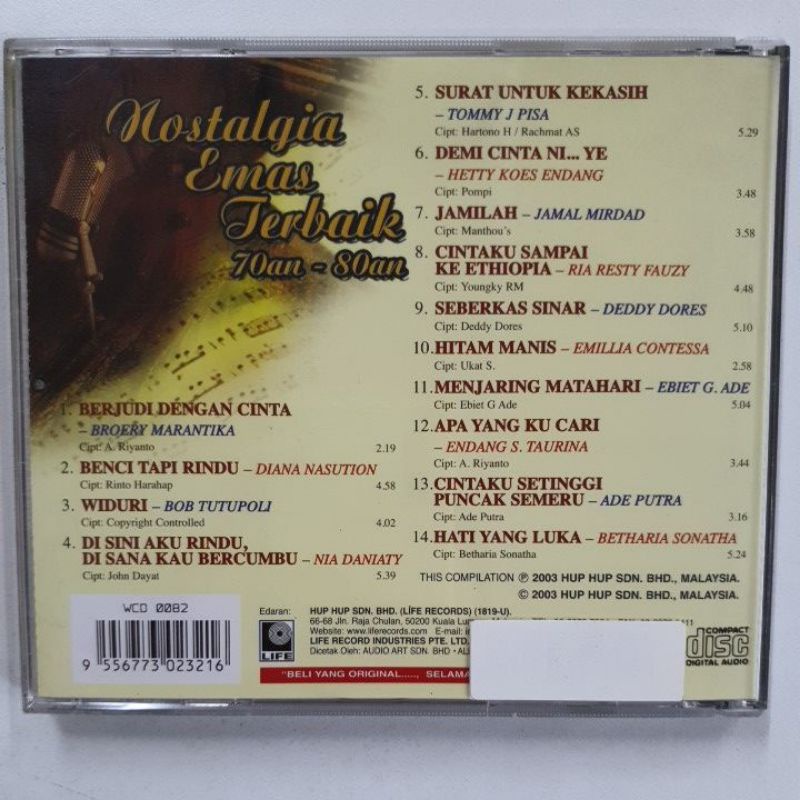 Nostalgia
Emas
Terbaik
70an - 80an
1. BERJUDI DENGAN CINTA
– BROERY MARANTIKA
Cipt: A. Riyanto 2.19
2. BENCI TAPI RINDU – DIANA NASUTION
Cipt: Rinto Harahap 4.58
3. WIDURI – BOB TUTUPOLI
Cipt: Copyright Controlled 4.02
4. DI SINI AKU RINDU,
DI SANA KAU BERCUMBU – NIA DANIATY
Cipt: John Dayat 5.39
5. SURAT UNTUK KEKASIH
– TOMMY J PISA
Cipt: Hartono H / Rachmat AS 5.29
6. DEMI CINTA NI... YE
– HETTY KOES ENDANG
Cipt: Pompi 3.48
7. JAMILAH – JAMAL MIRDAD
Cipt: Manthou's 3.58
8. CINTAKU SAMPAI
KE ETHIOPIA – RIA RESTY FAUZY
Cipt: Youngky RM 4.48
9. SEBERKAS SINAR – DEDDY DORES
Cipt: Deddy Dores 5.10
10. HITAM MANIS – EMILLIA CONTESSA
Cipt: Ukat S. 2.58
11. MENJARING MATAHARI – EBIET G. ADE
Cipt: Ebiet G Ade 5.04
12. APA YANG KU CARI
– ENDANG S. TAURINA
Cipt: A. Riyanto 3.44
13. CINTAKU SETINGGI
PUNCAK SEMERU – ADE PUTRA
Cipt: Ade Putra 3.16
14. HATI YANG LUKA – BETHARIA SONATHA
Cipt: Betharia Sonatha 5.24
THIS COMPILATION ℗ 2003 HUP HUP SDN. BHD., MALAYSIA.
© 2003 HUP HUP SDN. BHD., MALAYSIA.
WCD 0082
9 556773 023216
Edaran:
LIFE
HUP HUP SDN. BHD. (LIFE RECORDS) (1819-U).
66-68 Jln. Raja Chulan, 50200 Kuala
Website: www.liferecords.com E-mail:
LIFE RECORD INDUSTRIES PTE. LTD.
Dicetak Oleh: AUDIO ART SDN. BHD •
"BELI YANG ORIGINAL....., 
COMPACT
disc
DIGITAL AUDIO